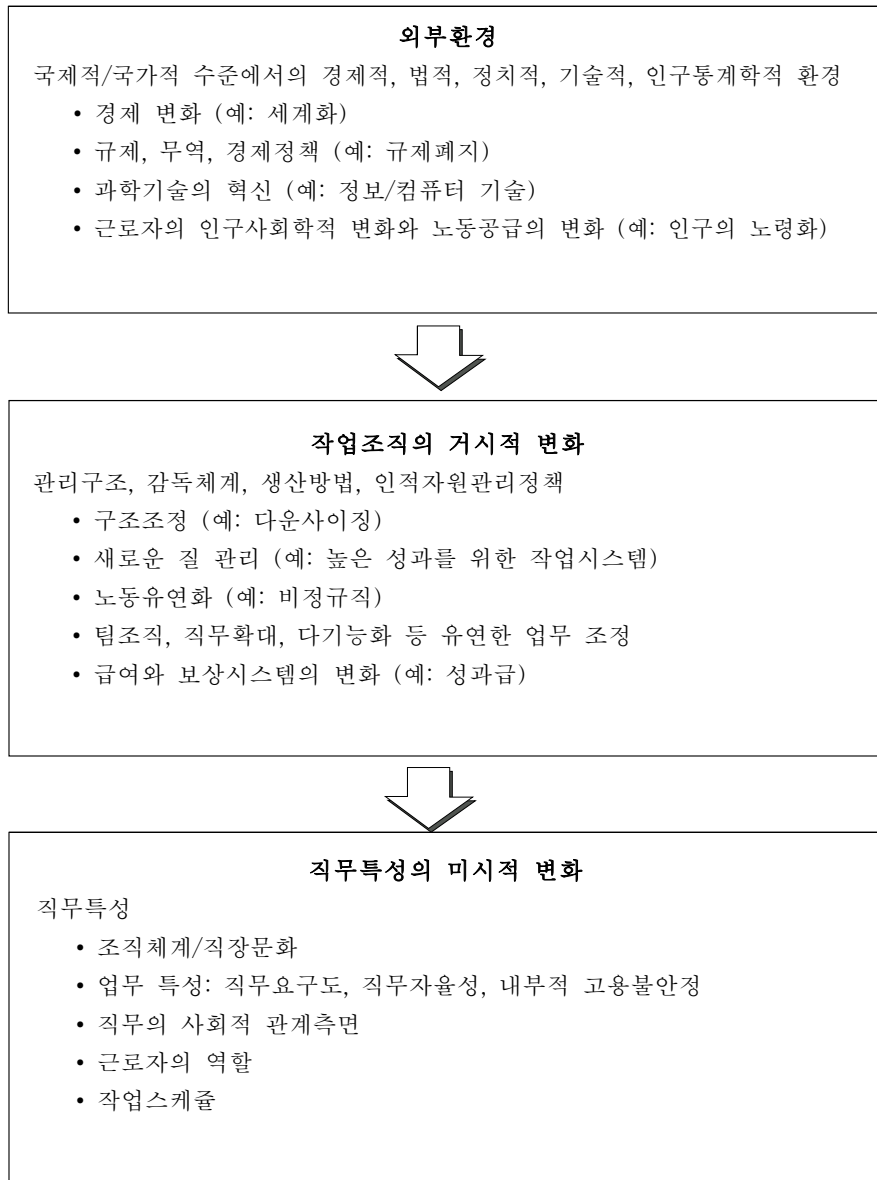 외부환경
국제적/국가적 수준에서의 경제적, 법적, 정치적, 기술적, 인구통계학적 환경
• 경제 변화 (예: 세계화)
• 규제, 무역, 경제정책 (예: 규제폐지)
• 과학기술의 혁신 (예: 정보/컴퓨터 기술)
• 근로자의 인구사회학적 변화와 노동공급의 변화 (예: 인구의 노령화)
작업조직의 거시적 변화
관리구조, 감독체계, 생산방법, 인적자원관리정책
• 구조조정 (예: 다운사이징)
• 새로운 질 관리 (예: 높은 성과를 위한 작업시스템)
• 노동유연화 (예: 비정규직)
• 팀조직, 직무확대, 다기능화 등 유연한 업무 조정
• 급여와 보상시스템의 변화 (예: 성과급)
직무특성의 미시적 변화
직무특성
• 조직체계/직장문화
• 업무 특성: 직무요구도, 직무자율성, 내부적 고용불안정
• 직무의 사회적 관계측면
• 근로자의 역할
• 작업스케쥴